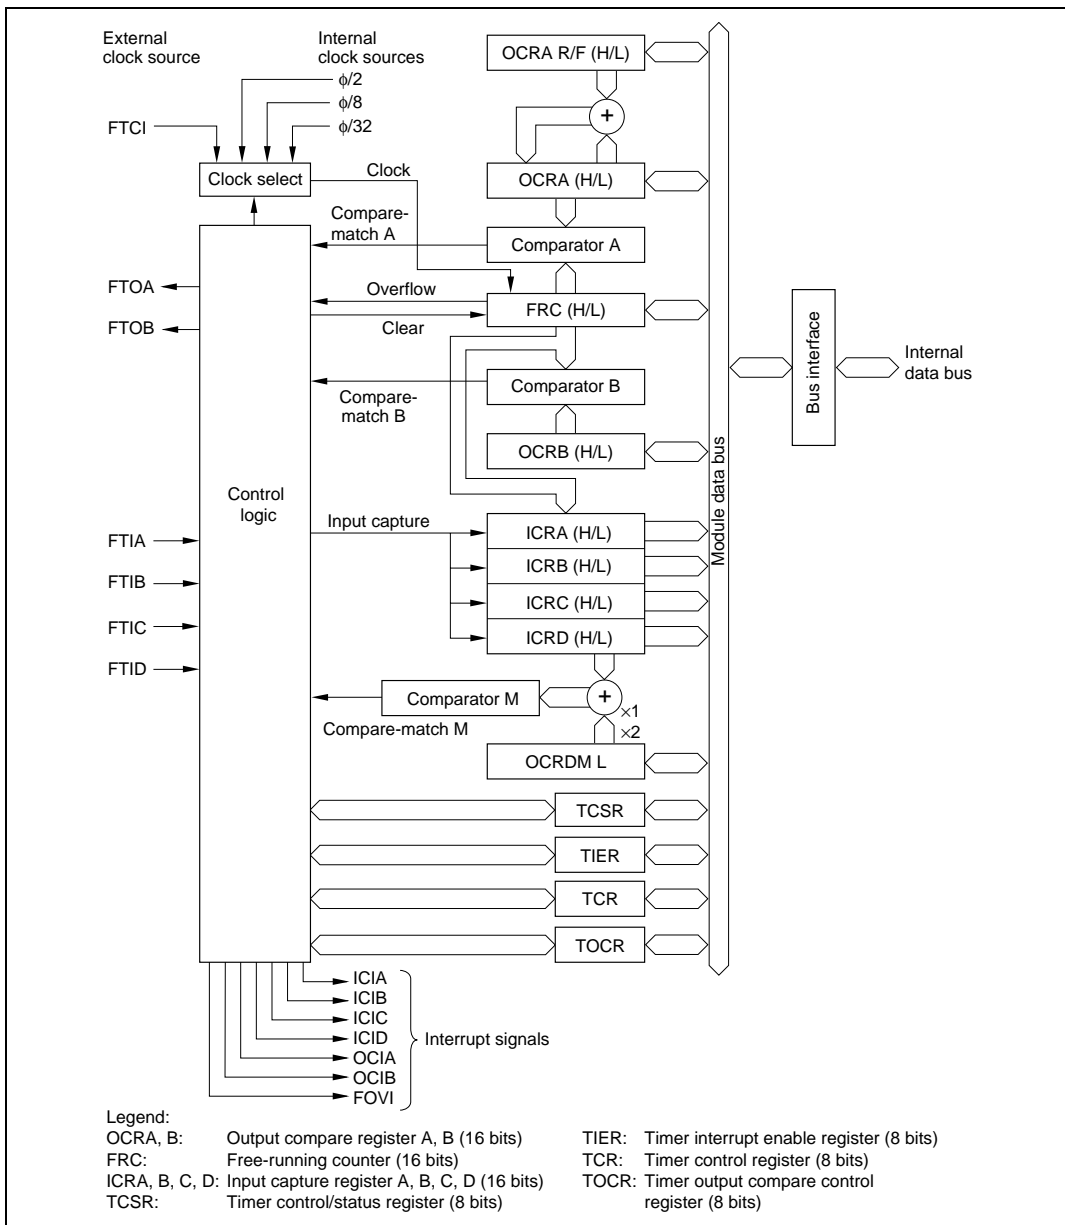 External
clock source
Internal
clock sources
ϕ/2
ϕ/8
ϕ/32
FTCI
Clock select
Clock
OCRA R/F (H/L)
+
OCRA (H/L)
Compare-
match A
Comparator A
FTOA
Overflow
FRC (H/L)
FTOB
Clear
Compare-
match B
Comparator B
OCRB (H/L)
Bus interface
Internal
data bus
Module data bus
Control
logic
Input capture
FTIA
FTIB
FTIC
FTID
ICRA (H/L)
ICRB (H/L)
ICRC (H/L)
ICRD (H/L)
+
×1
×2
Comparator M
Compare-match M
OCRDM L
TCSR
TIER
TCR
TOCR
ICIA
ICIB
ICIC
ICID
OCIA
OCIB
FOVI
Interrupt signals
Legend:
OCRA, B: Output compare register A, B (16 bits)
FRC: Free-running counter (16 bits)
ICRA, B, C, D: Input capture register A, B, C, D (16 bits)
TCSR: Timer control/status register (8 bits)
TIER: Timer interrupt enable register (8 bits)
TCR: Timer control register (8 bits)
TOCR: Timer output compare control
register (8 bits)